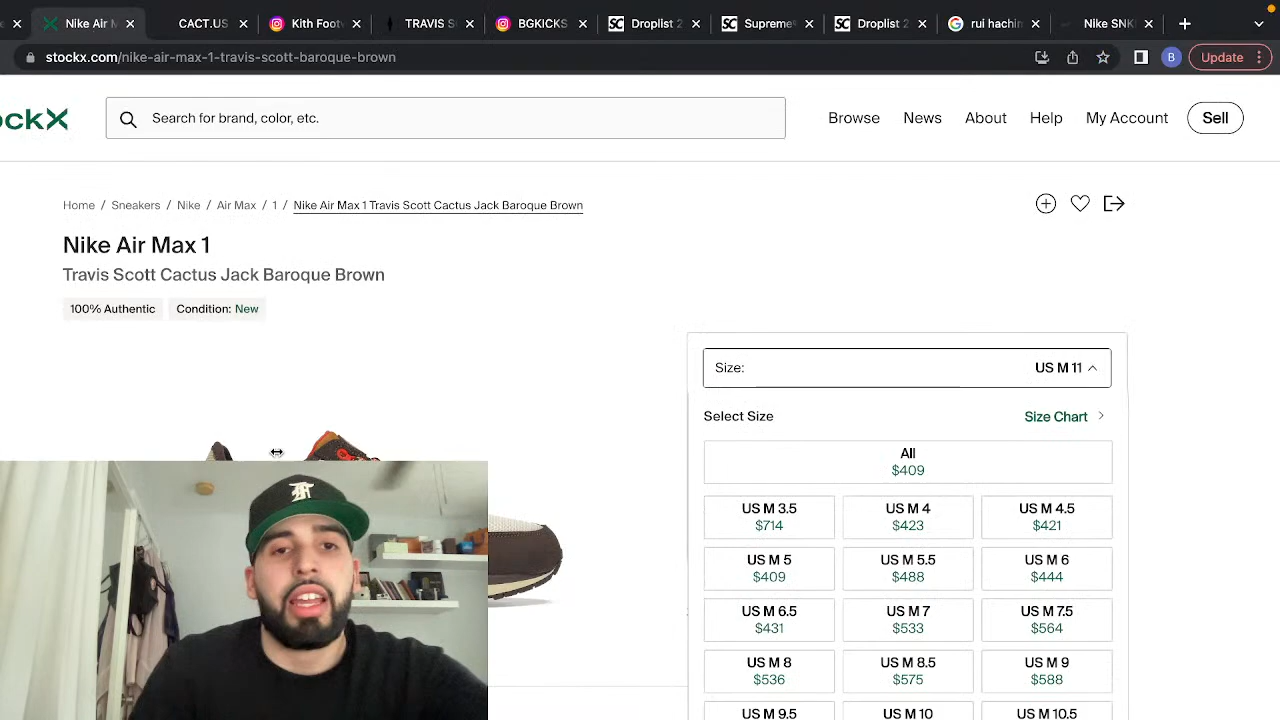 Nike Air M
CACT.US
Kith Footw
TRAVIS S
BGKICKS
Droplist 2
Supreme®
Droplist 2
rui hachin
Nike SNK
stockx.com/nike-air-max-1-travis-scott-baroque-brown
B
Update
ckX
Search for brand, color, etc.
Browse
News
About
Help
My Account
Sell
Home / Sneakers / Nike / Air Max / 1 / Nike Air Max 1 Travis Scott Cactus Jack Baroque Brown
Nike Air Max 1
Travis Scott Cactus Jack Baroque Brown
100% Authentic
Condition: New
Size:
US M 11
Select Size
Size Chart
All
$409
US M 3.5
$714
US M 4
$423
US M 4.5
$421
US M 5
$409
US M 5.5
$488
US M 6
$444
US M 6.5
$431
US M 7
$533
US M 7.5
$564
US M 8
$536
US M 8.5
$575
US M 9
$588
US M 9.5
US M 10
US M 10.5